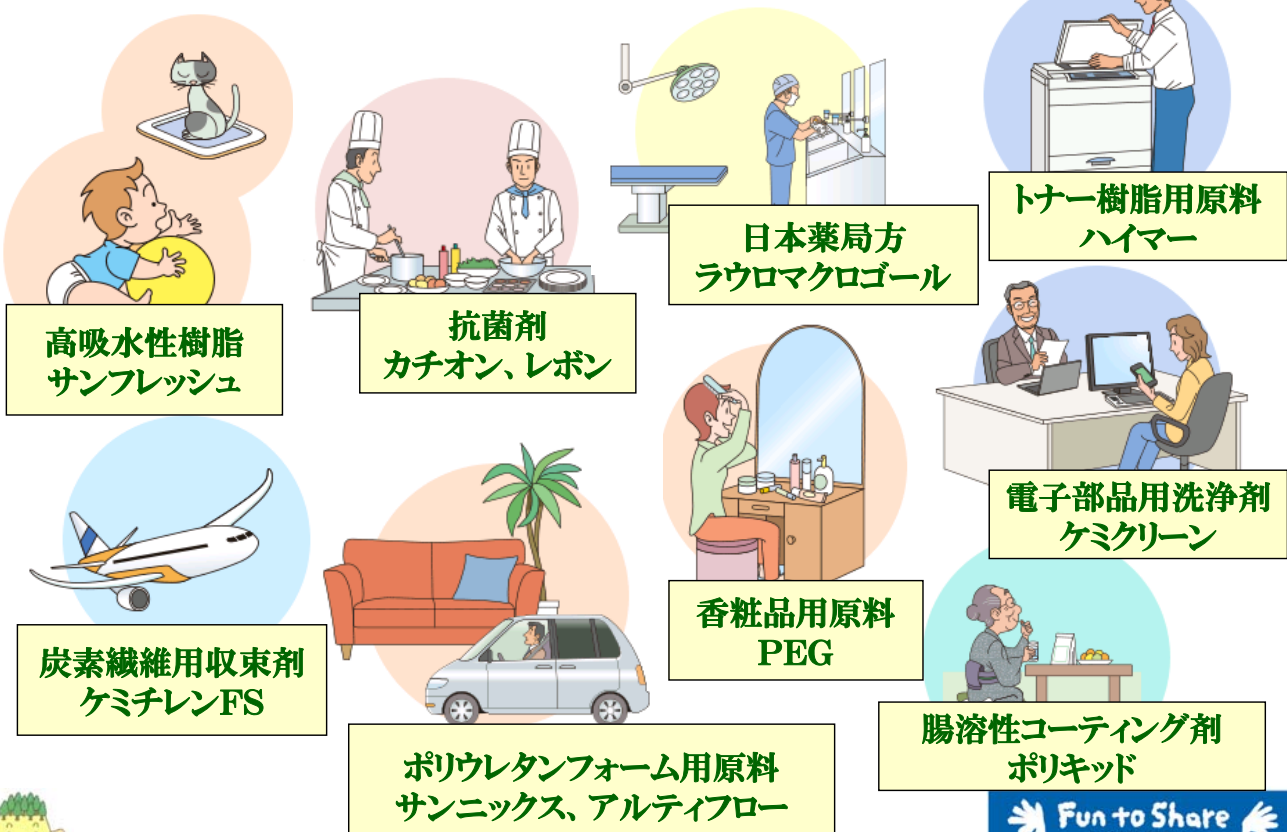 トナー樹脂用原料
ハイマー
日本薬局方
ラウロマクロゴール
高吸水性樹脂
サンフレッシュ
抗菌剤
カチオン、レボン
電子部品用洗浄剤
ケミクリーン
炭素繊維用収束剤
ケミチレンFS
香粧品用原料
PEG
腸溶性コーティング剤
ポリキッド
ポリウレタンフォーム用原料
サンニックス、アルティフロー
Fun to Share